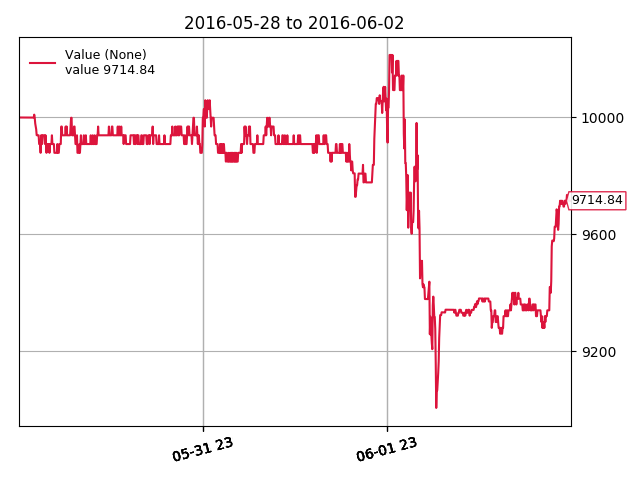 2016-05-28 to 2016-06-02
Value (None)
value 9714.84
10000
9714.84
9600
9200
05-31 23
06-01 23